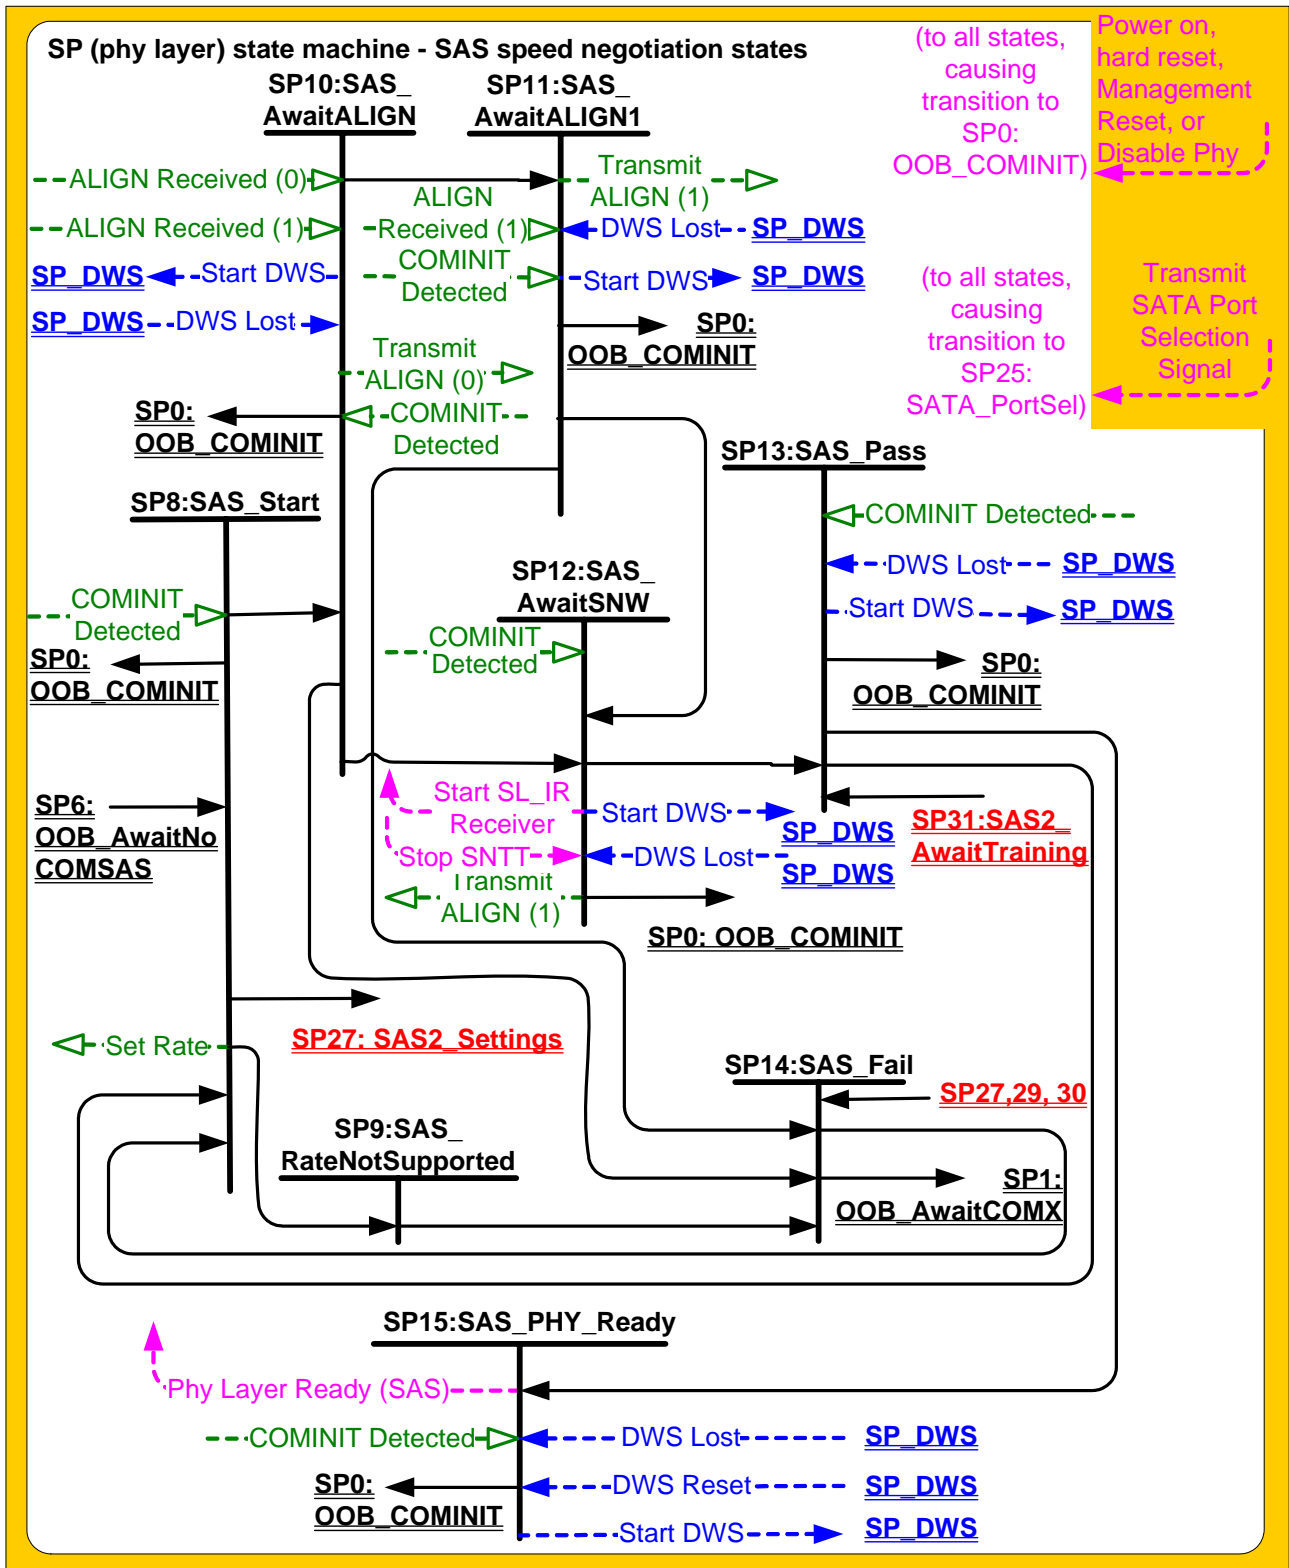 SP (phy layer) state machine - SAS speed negotiation states
(to all states,
causing
transition to
SP0:
OOB_COMINIT)
Power on,
hard reset,
Management
Reset, or
Disable Phy
SP10:SAS_
AwaitALIGN
SP11:SAS_
AwaitALIGN1
ALIGN Received (0)
ALIGN Received (1)
SP_DWS
Start DWS
SP_DWS
DWS Lost
ALIGN
Received (1)
COMINIT
Detected
Transmit
ALIGN (1)
DWS Lost
SP_DWS
Start DWS
SP_DWS
SP0:
OOB_COMINIT
Transmit
ALIGN (0)
COMINIT
Detected
SP0:
OOB_COMINIT
(to all states,
causing
transition to
SP25:
SATA_PortSel)
Transmit
SATA Port
Selection
Signal
SP13:SAS_Pass
COMINIT Detected
DWS Lost
SP_DWS
Start DWS
SP_DWS
SP0:
OOB_COMINIT
SP31:SAS2_
AwaitTraining
SP8:SAS_Start
COMINIT
Detected
SP0:
OOB_COMINIT
SP6:
OOB_AwaitNo
COMSAS
SP27: SAS2_Settings
Set Rate
SP12:SAS_
AwaitSNW
COMINIT
Detected
Start SL_IR
Receiver
Start DWS
SP_DWS
Stop SNTT
DWS Lost
SP_DWS
Transmit
ALIGN (1)
SP0: OOB_COMINIT
SP14:SAS_Fail
SP27,29, 30
SP1:
OOB_AwaitCOMX
SP9:SAS_
RateNotSupported
SP15:SAS_PHY_Ready
Phy Layer Ready (SAS)
COMINIT Detected
DWS Lost
SP_DWS
SP0:
OOB_COMINIT
DWS Reset
SP_DWS
Start DWS
SP_DWS